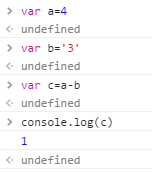 > var a=4
< undefined
> var b='3'
< undefined
> var c=a-b
< undefined
> console.log(c)
1
< undefined